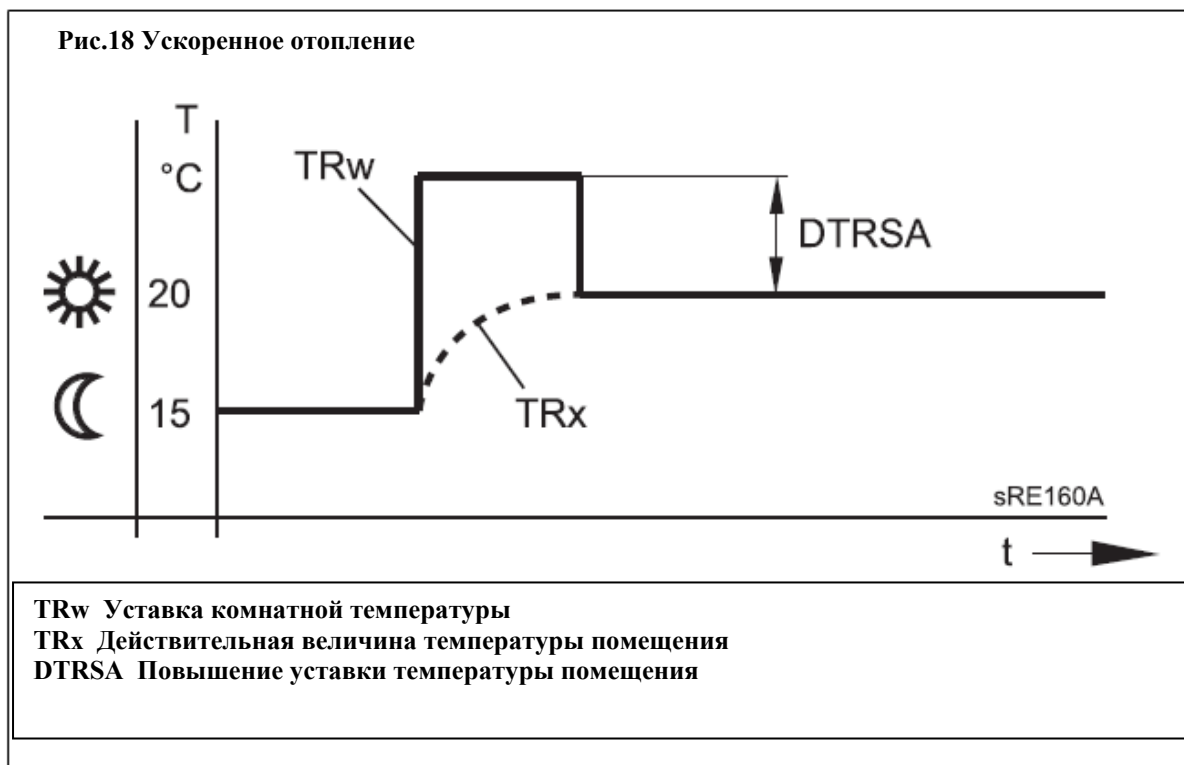 Рис.18 Ускоренное отопление
T
°C
TRw
DTRSA
20
TRx
15
sRE160A
t
TRw Уставка комнатной температуры
TRx Действительная величина температуры помещения
DTRSA Повышение уставки температуры помещения